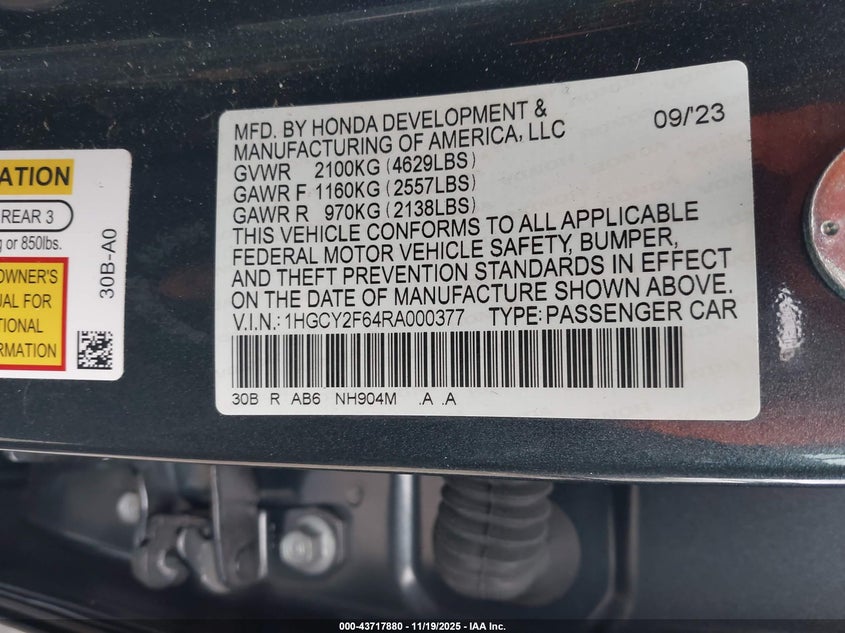 ATION
REAR 3
g or 850lbs.
OWNER'S
UAL FOR
TIONAL
ORMATION
30B-A0
MFD. BY HONDA DEVELOPMENT &
MANUFACTURING OF AMERICA, LLC 09/'23
GVWR 2100KG (4629LBS)
GAWR F 1160KG (2557LBS)
GAWR R 970KG (2138LBS)
THIS VEHICLE CONFORMS TO ALL APPLICABLE
FEDERAL MOTOR VEHICLE SAFETY, BUMPER,
AND THEFT PREVENTION STANDARDS IN EFFECT
ON THE DATE OF MANUFACTURE SHOWN ABOVE.
V.I.N.: 1HGCY2F64RA000377 TYPE: PASSENGER CAR
30B R AB6 NH904M .A .A
000-43717880 - 11/19/2025 - IAA Inc.